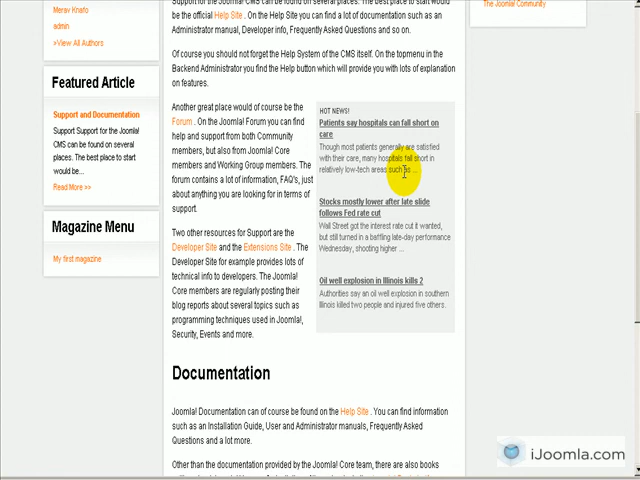 Merav Knafo
admin
»View All Authors
Featured Article
Support and Documentation
Support Support for the Joomla!
CMS can be found on several
places. The best place to start
would be...
Read More >>
Magazine Menu
My first magazine
Support for the Joomla! CMS can be found on several places. The best place to start would
be the official Help Site . On the Help Site you can find a lot of documentation such as an
Administrator manual, Developer info, Frequently Asked Questions and so on.
Of course you should not forget the Help System of the CMS itself. On the topmenu in the
Backend Administrator you find the Help button which will provide you with lots of explanation
on features.
Another great place would of course be the
Forum . On the Joomla! Forum you can find
help and support from both Community
members, but also from Joomla! Core
members and Working Group members. The
forum contains a lot of information, FAQ's, just
about anything you are looking for in terms of
support.
Two other resources for Support are the
Developer Site and the Extensions Site . The
Developer Site for example provides lots of
technical info to developers. The Joomla!
Core members are regularly posting their
blog reports about several topics such as
programming techniques used in Joomla!,
Security, Events and more.
HOT NEWS!
Patients say hospitals can fall short on
care
Though most patients generally are satisfied
with their care, many hospitals fall short in
relatively low-tech areas such as ...
Stocks mostly lower after late slide
follows Fed rate cut
Wall Street got the interest rate cut it wanted,
but still turned in a baffling late-day performance
Wednesday, shooting higher ...
Oil well explosion in Illinois kills 2
Authorities say an oil well explosion in southern
Illinois killed two people and injured five others.
Documentation
Joomla! Documentation can of course be found on the Help Site . You can find information
such as an Installation Guide, User and Administrator manuals, Frequently Asked
Questions and a lot more.
Other than the documentation provided by the Joomla! Core team, there are also books
The Joomla! Community
iJoomla.com